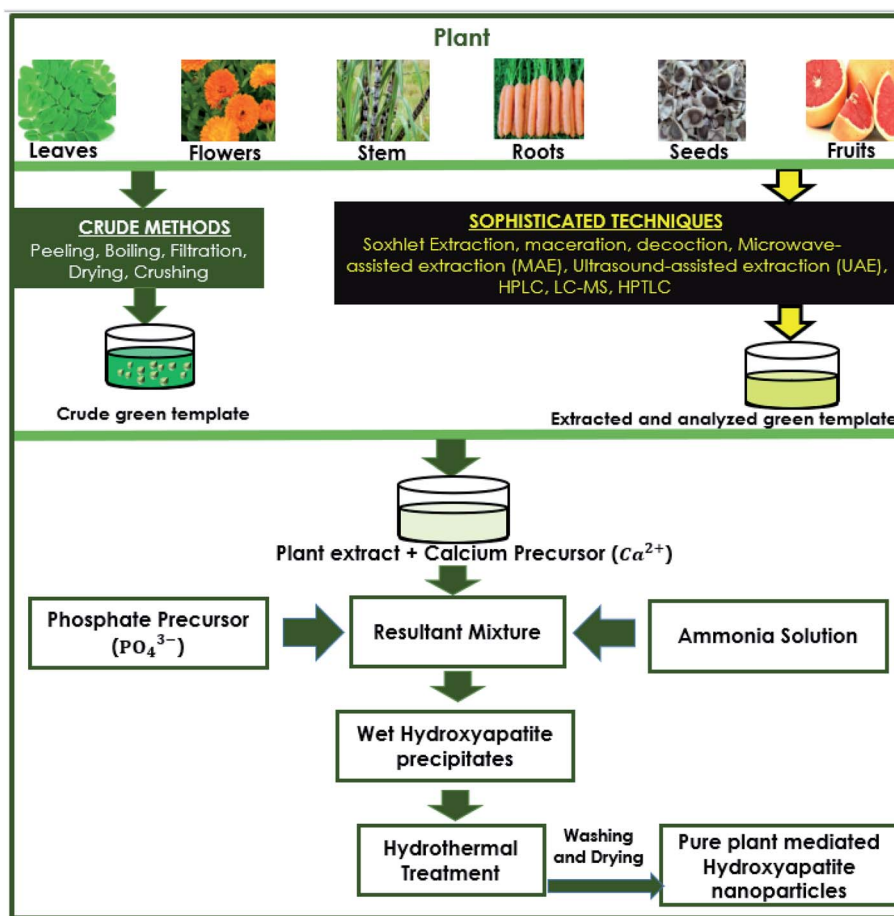 Plant
Leaves
Flowers
Stem
Roots
Seeds
Fruits
CRUDE METHODS
Peeling, Boiling, Filtration,
Drying, Crushing
SOPHISTICATED TECHNIQUES
Soxhlet Extraction, maceration, decoction, Microwave-
assisted extraction (MAE), Ultrasound-assisted extraction (UAE),
HPLC, LC-MS, HPTLC
Crude green template
Extracted and analyzed green template
Plant extract + Calcium Precursor (Ca²⁺)
Phosphate Precursor
(PO₄³⁻)
Resultant Mixture
Ammonia Solution
Wet Hydroxyapatite
precipitates
Hydrothermal
Treatment
Washing
and Drying
Pure plant mediated
Hydroxyapatite
nanoparticles